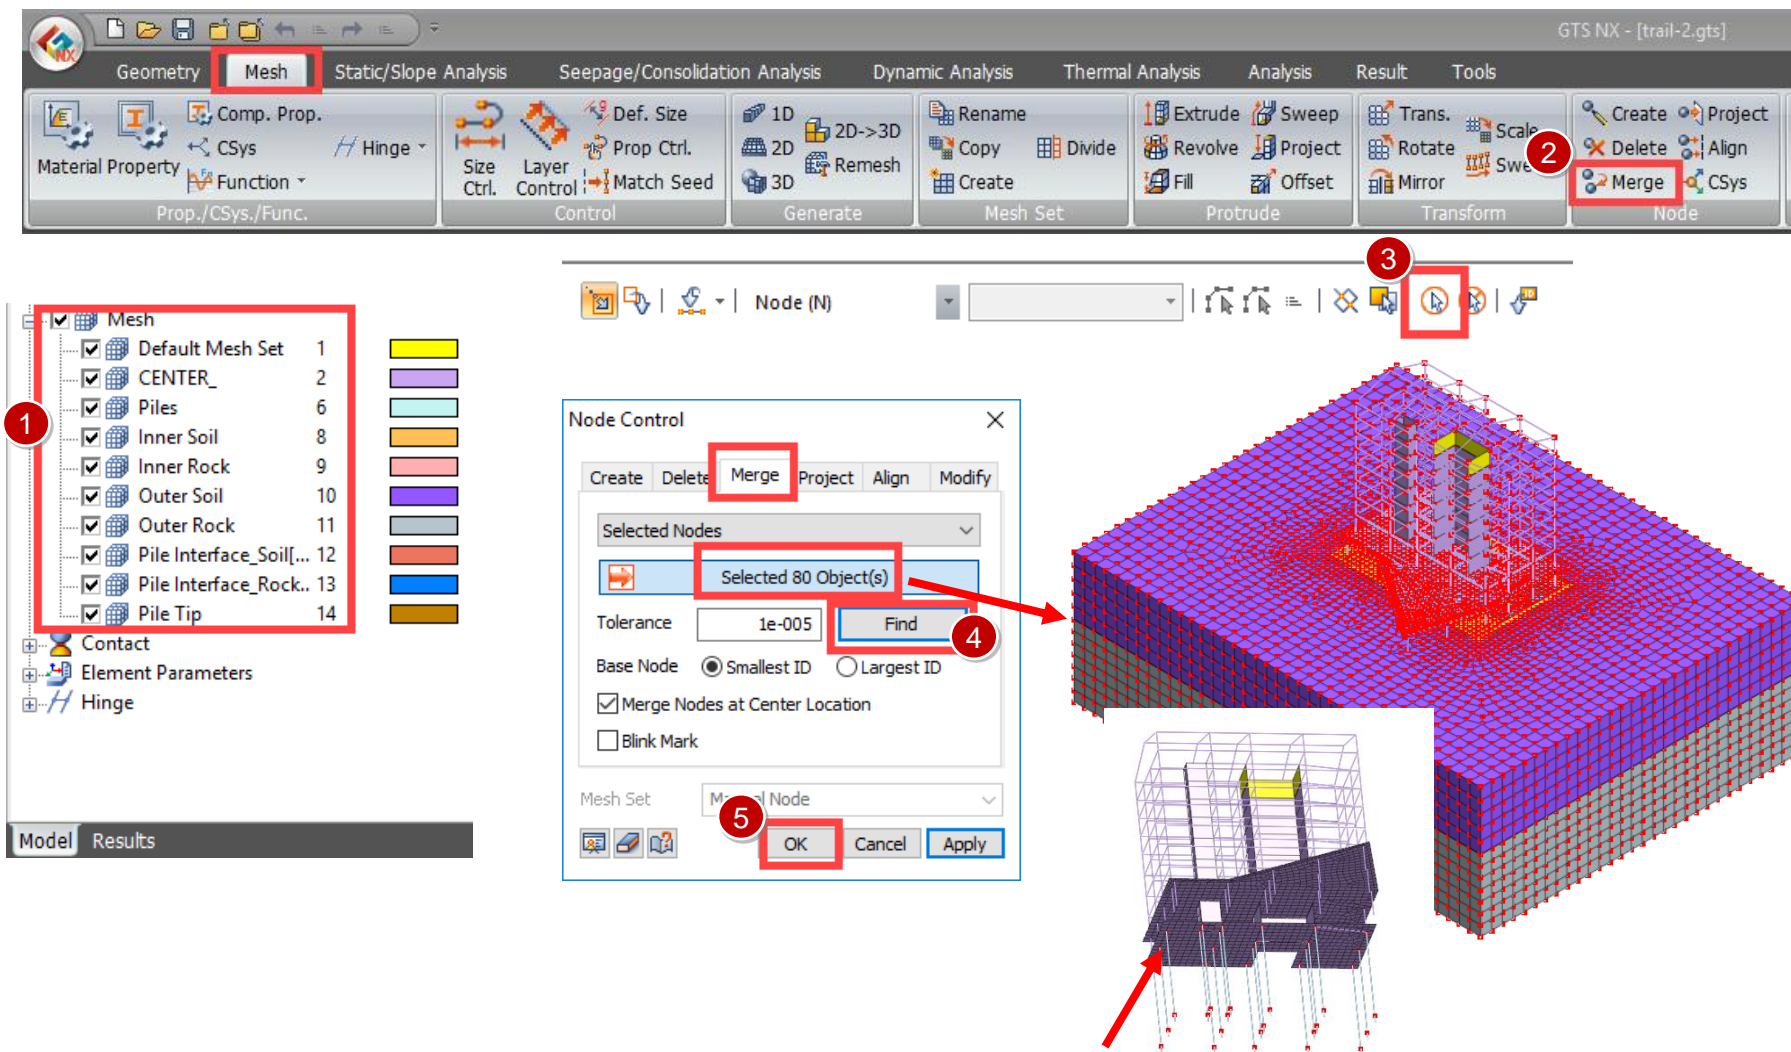 GTS NX - [trail-2.gts]
NX
Geometry Mesh Static/Slope Analysis Seepage/Consolidation Analysis Dynamic Analysis Thermal Analysis Analysis Result Tools
Comp. Prop. Def. Size 1D Rename Extrude Sweep Trans. Create Project
2D->3D Scale
CSys Hinge Prop Ctrl. 2D Copy Divide Revolve Project Rotate Delete Align
Material Property Size Layer Remesh Swe 2
Function Ctrl. Control Match Seed 3D Create Fill Offset Mirror Merge CSys
Prop./CSys./Func. Control Generate Mesh Set Protrude Transform Node
3
Node (N)
1
Mesh
Default Mesh Set 1
CENTER_ 2
Piles 6
Inner Soil 8
Inner Rock 9
Outer Soil 10
Outer Rock 11
Pile Interface_Soil[... 12
Pile Interface_Rock.. 13
Pile Tip 14
Contact
Element Parameters
Hinge
Model Results
Node Control
Create Delete Merge Project Align Modify
Selected Nodes
Selected 80 Object(s)
Tolerance 1e-005 Find 4
Base Node Smallest ID Largest ID
Merge Nodes at Center Location
Blink Mark
Mesh Set Node
5
OK Cancel Apply